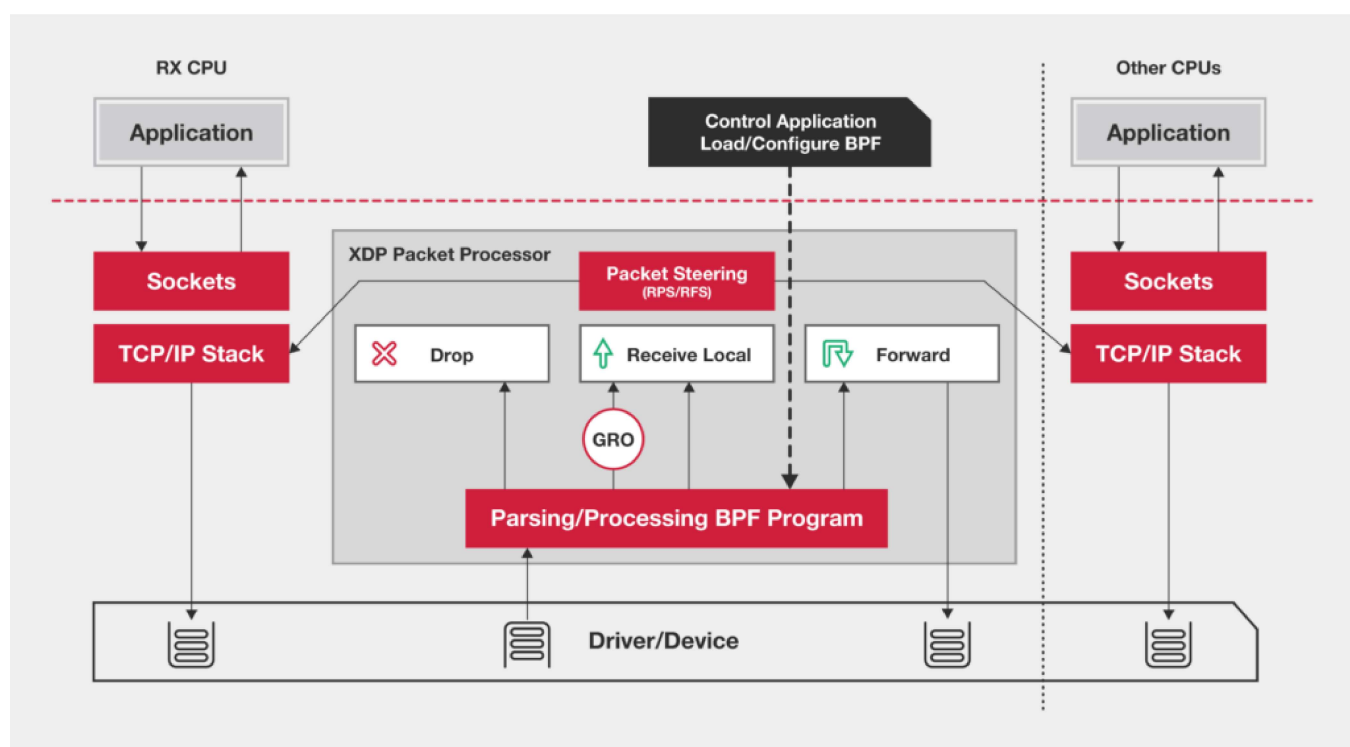 RX CPU
Other CPUs
Application
Control Application
Load/Configure BPF
Application
XDP Packet Processor
Sockets
Packet Steering
(RPS/RFS)
Sockets
TCP/IP Stack
Drop
Receive Local
Forward
TCP/IP Stack
GRO
Parsing/Processing BPF Program
Driver/Device